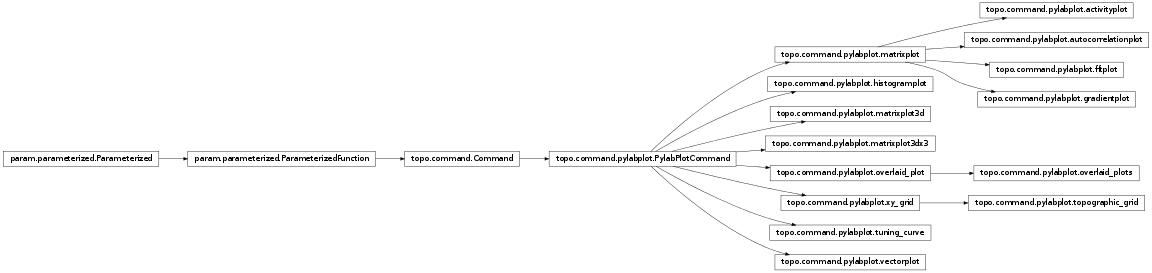 param.parameterized.Parameterized
param.parameterized.ParameterizedFunction
topo.command.Command
topo.command.pylabplot.PylabPlotCommand
topo.command.pylabplot.matrixplot
topo.command.pylabplot.histogramplot
topo.command.pylabplot.matrixplot3d
topo.command.pylabplot.matrixplot3dx3
topo.command.pylabplot.overlaid_plot
topo.command.pylabplot.xy_grid
topo.command.pylabplot.tuning_curve
topo.command.pylabplot.vectorplot
topo.command.pylabplot.activityplot
topo.command.pylabplot.autocorrelationplot
topo.command.pylabplot.fftplot
topo.command.pylabplot.gradientplot
topo.command.pylabplot.overlaid_plots
topo.command.pylabplot.topographic_grid